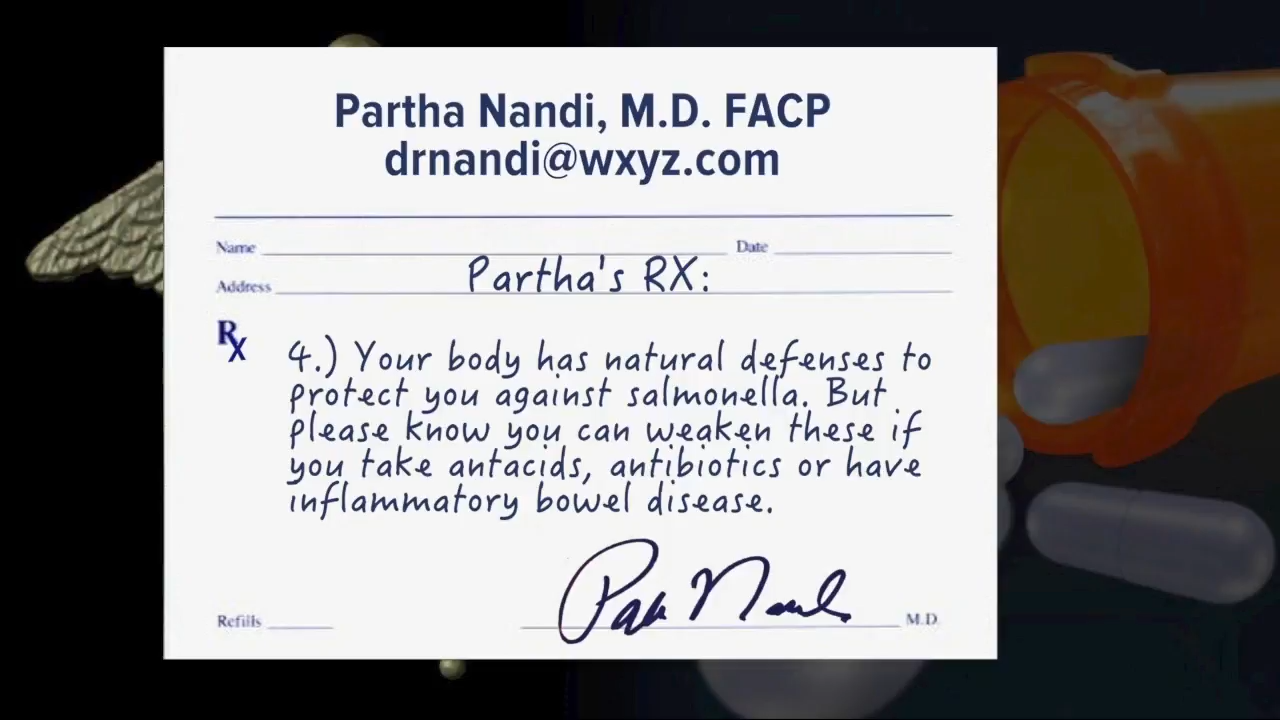 Partha Nandi, M.D. FACP
drnandi@wxyz.com
Name Date
Partha's RX:
Address
Rx
4.) Your body has natural defenses to
protect you against salmonella. But
please know you can weaken these if
you take antacids, antibiotics or have
inflammatory bowel disease.
Refills M.D.